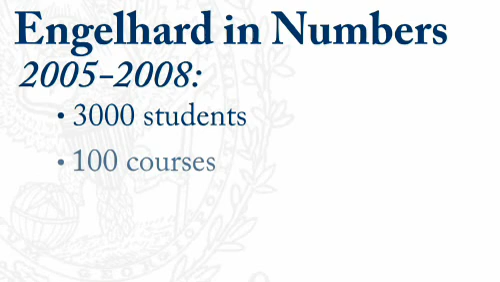 Engelhard in Numbers
2005–2008:
• 3000 students
• 100 courses